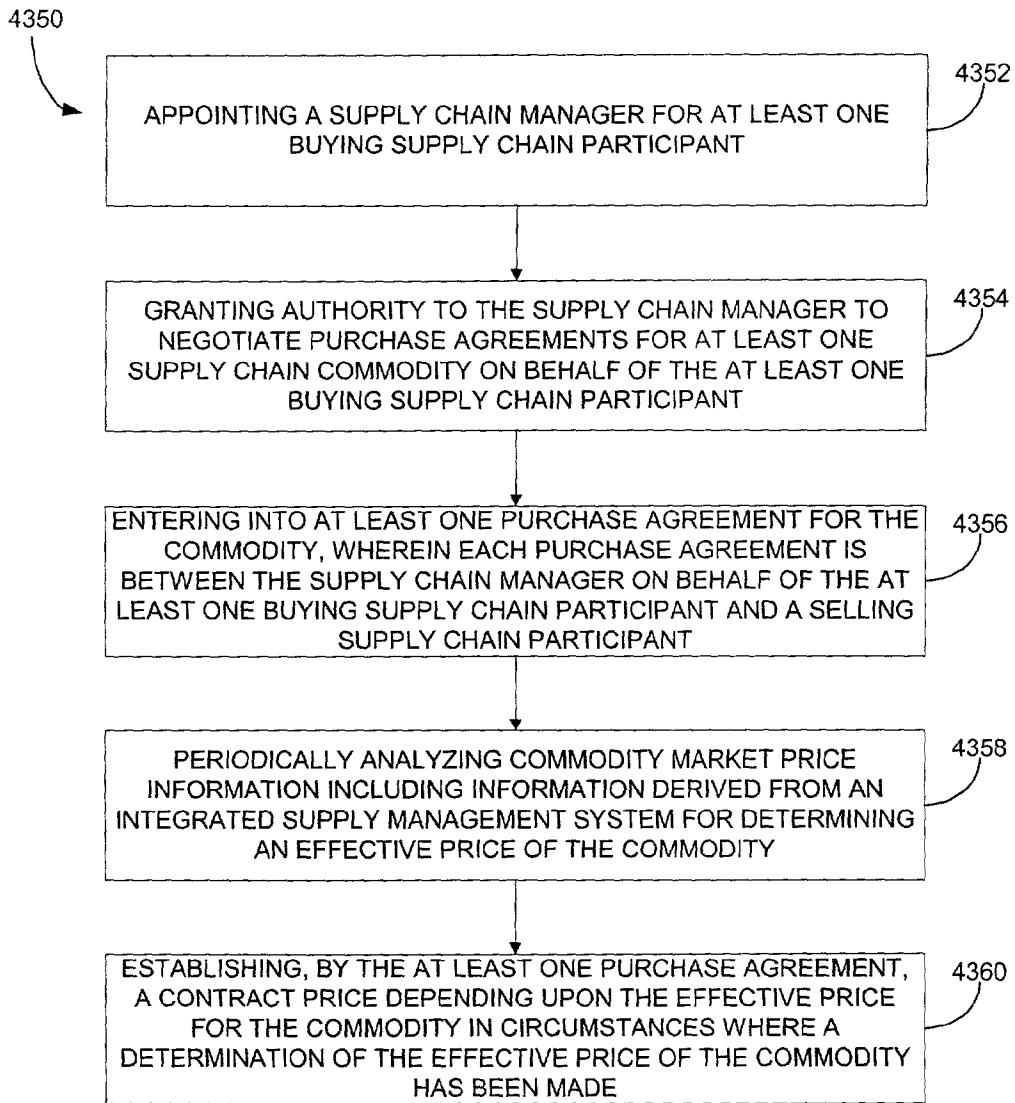 4350
4352
APPOINTING A SUPPLY CHAIN MANAGER FOR AT LEAST ONE
BUYING SUPPLY CHAIN PARTICIPANT
4354
GRANTING AUTHORITY TO THE SUPPLY CHAIN MANAGER TO
NEGOTIATE PURCHASE AGREEMENTS FOR AT LEAST ONE
SUPPLY CHAIN COMMODITY ON BEHALF OF THE AT LEAST ONE
BUYING SUPPLY CHAIN PARTICIPANT
4356
ENTERING INTO AT LEAST ONE PURCHASE AGREEMENT FOR THE
COMMODITY, WHEREIN EACH PURCHASE AGREEMENT IS
BETWEEN THE SUPPLY CHAIN MANAGER ON BEHALF OF THE AT
LEAST ONE BUYING SUPPLY CHAIN PARTICIPANT AND A SELLING
SUPPLY CHAIN PARTICIPANT
4358
PERIODICALLY ANALYZING COMMODITY MARKET PRICE
INFORMATION INCLUDING INFORMATION DERIVED FROM AN
INTEGRATED SUPPLY MANAGEMENT SYSTEM FOR DETERMINING
AN EFFECTIVE PRICE OF THE COMMODITY
4360
ESTABLISHING, BY THE AT LEAST ONE PURCHASE AGREEMENT,
A CONTRACT PRICE DEPENDING UPON THE EFFECTIVE PRICE
FOR THE COMMODITY IN CIRCUMSTANCES WHERE A
DETERMINATION OF THE EFFECTIVE PRICE OF THE COMMODITY
HAS BEEN MADE